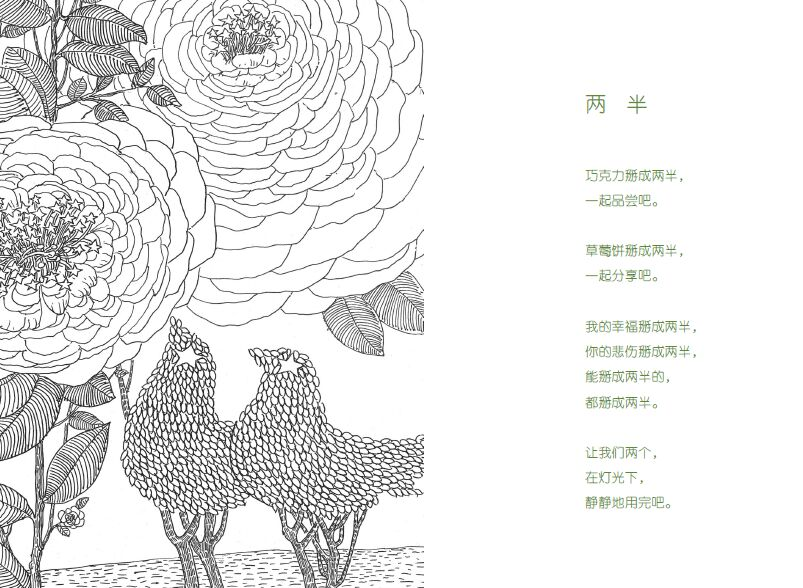 两 半
巧克力掰成两半，
一起品尝吧。
草莓饼掰成两半，
一起分享吧。
我的幸福掰成两半，
你的悲伤掰成两半，
能掰成两半的，
都掰成两半。
让我们两个，
在灯光下，
静静地用完吧。